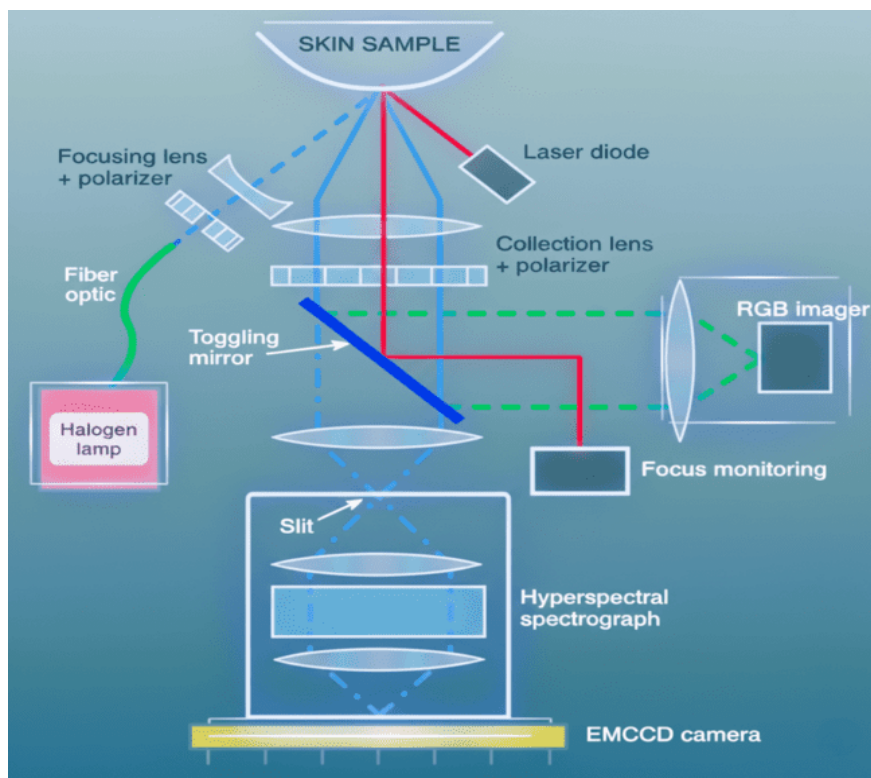 SKIN SAMPLE
Focusing lens
+ polarizer
Laser diode
Collection lens
+ polarizer
Fiber
optic
RGB imager
Toggling
mirror
Halogen
lamp
Focus monitoring
Slit
Hyperspectral
spectrograph
EMCCD camera